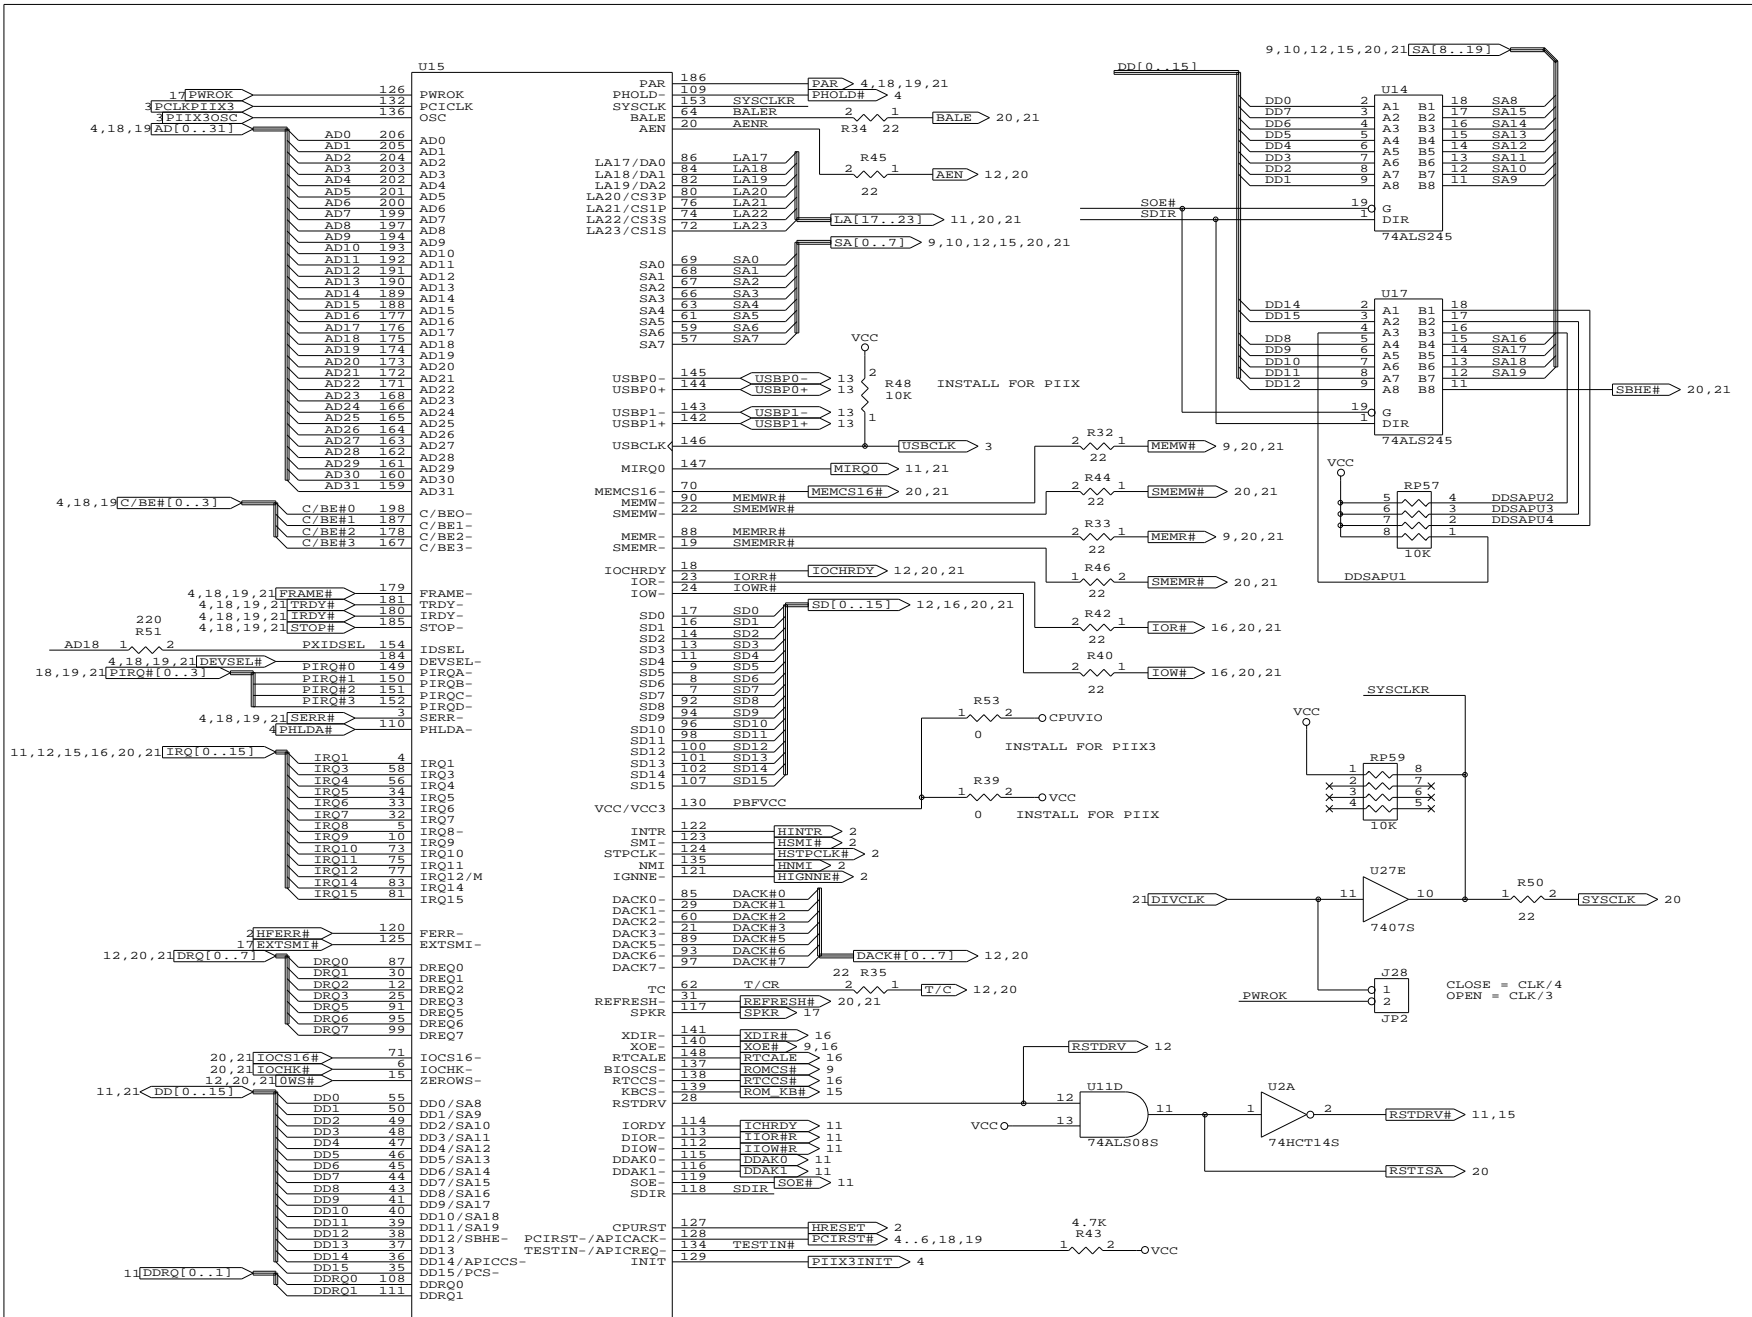 U15
17 PWROK 126 PWROK
3 PCLKPIIX3 132 PCICLK
3 PIIX3OSC 136 OSC
4,18,19 AD[0..31]
AD0 206 AD0
AD1 205 AD1
AD2 204 AD2
AD3 203 AD3
AD4 202 AD4
AD5 201 AD5
AD6 200 AD6
AD7 199 AD7
AD8 197 AD8
AD9 194 AD9
AD10 193 AD10
AD11 192 AD11
AD12 191 AD12
AD13 190 AD13
AD14 189 AD14
AD15 188 AD15
AD16 177 AD16
AD17 176 AD17
AD18 175 AD18
AD19 174 AD19
AD20 173 AD20
AD21 172 AD21
AD22 171 AD22
AD23 168 AD23
AD24 166 AD24
AD25 165 AD25
AD26 164 AD26
AD27 163 AD27
AD28 162 AD28
AD29 161 AD29
AD30 160 AD30
AD31 159 AD31
4,18,19 C/BE#[0..3]
C/BE#0 198 C/BEO-
C/BE#1 187 C/BE1-
C/BE#2 178 C/BE2-
C/BE#3 167 C/BE3-
4,18,19,21 FRAME# 179 FRAME-
4,18,19,21 TRDY# 181 TRDY-
4,18,19,21 IRDY# 180 IRDY-
4,18,19,21 STOP# 185 STOP-
220
R51
AD18 1 2 PXIDSEL 154 IDSEL
4,18,19,21 DEVSEL# 184 DEVSEL-
18,19,21 PIRQ#[0..3]
PIRQ#0 149 PIRQA-
PIRQ#1 150 PIRQB-
PIRQ#2 151 PIRQC-
PIRQ#3 152 PIRQD-
4,18,19,21 SERR# 3 SERR-
4 PHLDA# 110 PHLDA-
11,12,15,16,20,21 IRQ[0..15]
IRQ1 4 IRQ1
IRQ3 58 IRQ3
IRQ4 56 IRQ4
IRQ5 34 IRQ5
IRQ6 33 IRQ6
IRQ7 32 IRQ7
IRQ8 5 IRQ8-
IRQ9 10 IRQ9
IRQ10 73 IRQ10
IRQ11 75 IRQ11
IRQ12 77 IRQ12/M
IRQ14 83 IRQ14
IRQ15 81 IRQ15
2 HFERR# 120 FERR-
17 EXTSMI# 125 EXTSMI-
12,20,21 DRQ[0..7]
DRQ0 87 DREQ0
DRQ1 30 DREQ1
DRQ2 12 DREQ2
DRQ3 25 DREQ3
DRQ5 91 DREQ5
DRQ6 95 DREQ6
DRQ7 99 DREQ7
20,21 IOCS16# 71 IOCS16-
20,21 IOCHK# 6 IOCHK-
12,20,21 0WS# 15 ZEROWS-
11,21 DD[0..15]
DD0 55 DD0/SA8
DD1 50 DD1/SA9
DD2 49 DD2/SA10
DD3 48 DD3/SA11
DD4 47 DD4/SA12
DD5 46 DD5/SA13
DD6 45 DD6/SA14
DD7 44 DD7/SA15
DD8 43 DD8/SA16
DD9 41 DD9/SA17
DD10 40 DD10/SA18
DD11 39 DD11/SA19
DD12 38 DD12/SBHE-
DD13 37 DD13
DD14 36 DD14/APICCS-
DD15 35 DD15/PCS-
11 DDRQ[0..1]
DDRQ0 108 DDRQ0
DDRQ1 111 DDRQ1
PAR 186 PAR 4,18,19,21
PHOLD- 109 PHOLD# 4
SYSCLK 153 SYSCLKR
BALE 64 BALER 2 1 BALE 20,21
R34 22
AEN 20 AENR
R45
2 1 AEN 12,20
22
LA17/DA0 86 LA17
LA18/DA1 84 LA18
LA19/DA2 82 LA19
LA20/CS3P 80 LA20
LA21/CS1P 76 LA21
LA22/CS3S 74 LA22
LA23/CS1S 72 LA23
LA[17..23] 11,20,21
SA[0..7] 9,10,12,15,20,21
SA0 69 SA0
SA1 68 SA1
SA2 67 SA2
SA3 66 SA3
SA4 63 SA4
SA5 61 SA5
SA6 59 SA6
SA7 57 SA7
VCC
2
R48
10K
1
INSTALL FOR PIIX
USBP0- 145 USBP0- 13
USBP0+ 144 USBP0+ 13
USBP1- 143 USBP1- 13
USBP1+ 142 USBP1+ 13
USBCLK 146 USBCLK 3
MIRQ0 147 MIRQ0 11,21
MEMCS16- 70 MEMCS16# 20,21
MEMW- 90 MEMWR#
SMEMW- 22 SMEMWR#
MEMR- 88 MEMRR#
SMEMR- 19 SMEMRR#
R32
2 1 MEMW# 9,20,21
22
R44
2 1 SMEMW# 20,21
22
R33
2 1 MEMR# 9,20,21
22
R46
1 2 SMEMR# 20,21
22
IOCHRDY 18 IOCHRDY 12,20,21
IOR- 23 IORR#
IOW- 24 IOWR#
R42
2 1 IOR# 16,20,21
22
R40
2 1 IOW# 16,20,21
22
SD[0..15] 12,16,20,21
SD0 17 SD0
SD1 16 SD1
SD2 14 SD2
SD3 13 SD3
SD4 11 SD4
SD5 9 SD5
SD6 8 SD6
SD7 7 SD7
SD8 92 SD8
SD9 94 SD9
SD10 96 SD10
SD11 98 SD11
SD12 100 SD12
SD13 101 SD13
SD14 102 SD14
SD15 107 SD15
R53
1 2 CPUVIO
0
INSTALL FOR PIIX3
VCC/VCC3 130 PBFVCC
R39
1 2 VCC
0 INSTALL FOR PIIX
INTR 122 HINTR 2
SMI- 123 HSMI# 2
STPCLK- 124 HSTPCLK# 2
NMI 135 HNMI 2
IGNNE- 121 HIGNNE# 2
DACK0- 85 DACK#0
DACK1- 29 DACK#1
DACK2- 60 DACK#2
DACK3- 21 DACK#3
DACK5- 89 DACK#5
DACK6- 93 DACK#6
DACK7- 97 DACK#7
DACK#[0..7] 12,20
22 R35
TC 62 T/CR 2 1 T/C 12,20
REFRESH- 31 REFRESH# 20,21
SPKR 117 SPKR 17
XDIR- 141 XDIR# 16
XOE- 140 XOE# 9,16
RTCALE 148 RTCALE 16
BIOSCS- 137 ROMCS# 9
RTCCS- 138 RTCCS# 16
KBCS- 139 ROM_KB# 15
RSTDRV 28
IORDY 114 ICHRDY 11
DIOR- 113 IIOR#R 11
DIOW- 112 IIOW#R 11
DDAK0- 115 DDAK0 11
DDAK1- 116 DDAK1 11
SOE- 119 SOE# 11
SDIR 118 SDIR
CPURST 127 HRESET 2
PCIRST-/APICACK- 128 PCIRST# 4..6,18,19
TESTIN-/APICREQ- 134 TESTIN#
INIT 129 PIIX3INIT 4
4.7K
R43
1 2 VCC
RSTDRV 12
U11D
12 11
VCC 13
74ALS08S
U2A
1 2
74HCT14S
RSTDRV# 11,15
RSTISA 20
9,10,12,15,20,21 SA[8..19]
DD[0..15]
U14
DD0 2 A1 B1 18 SA8
DD7 3 A2 B2 17 SA15
DD6 4 A3 B3 16 SA14
DD5 5 A4 B4 15 SA13
DD4 6 A5 B5 14 SA12
DD3 7 A6 B6 13 SA11
DD2 8 A7 B7 12 SA10
DD1 9 A8 B8 11 SA9
SOE# 19 G
SDIR 1 DIR
74ALS245
U17
DD14 2 A1 B1 18
DD15 3 A2 B2 17
4 A3 B3 16
DD8 5 A4 B4 15 SA16
DD9 6 A5 B5 14 SA17
DD10 7 A6 B6 13 SA18
DD11 8 A7 B7 12 SA19
DD12 9 A8 B8 11 SBHE# 20,21
19 G
1 DIR
74ALS245
VCC
RP57
5 4 DDSAPU2
6 3 DDSAPU3
7 2 DDSAPU4
8 1
10K
DDSAPU1
SYSCLKR
VCC
RP59
1 8
2 7
3 6
4 5
10K
U27E
21 DIVCLK 11 10
7407S
R50
1 2 SYSCLK 20
22
J28
1
PWROK 2
JP2
CLOSE = CLK/4
OPEN = CLK/3